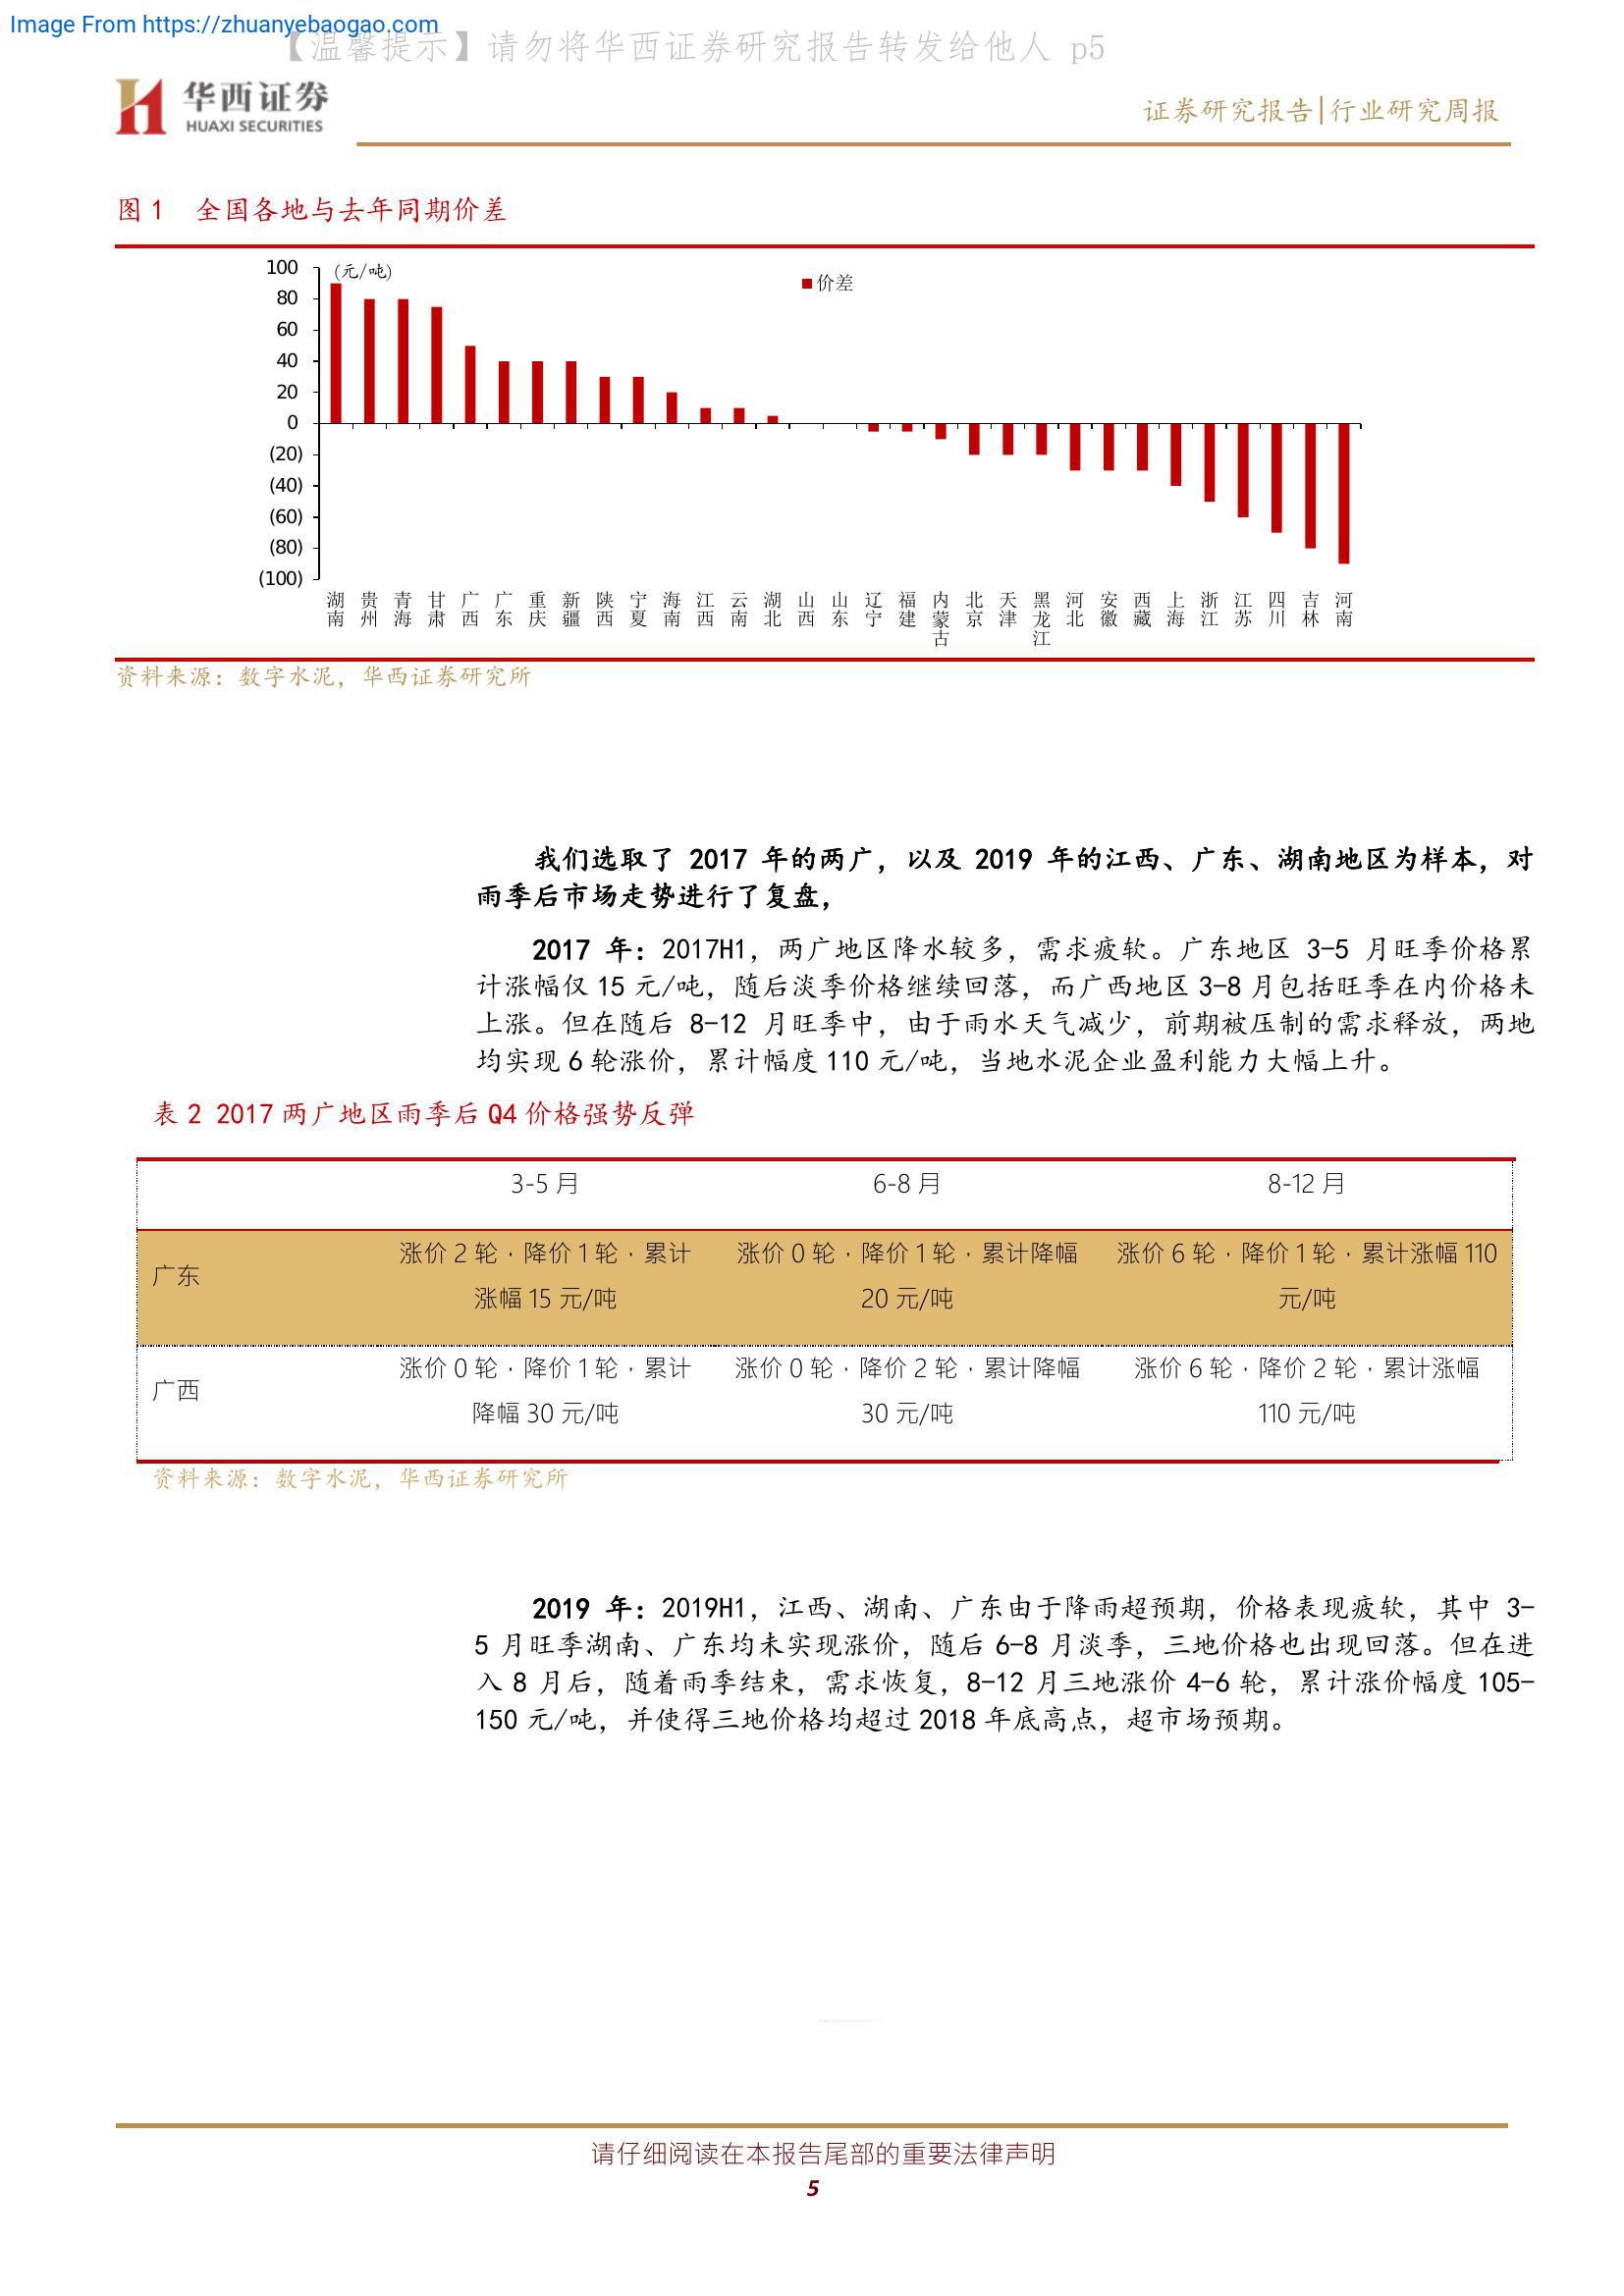 Image From https://zhuanyebaogao.com
【温馨提示】请勿将华西证券研究报告转发给他人 p5
华西证券
HUAXI SECURITIES
证券研究报告|行业研究周报
图 1 全国各地与去年同期价差
100
(元/吨)
价差
80
60
40
20
0
(20)
(40)
(60)
(80)
(100)
湖南 贵州 青海 甘肃 广西 广东 重庆 新疆 陕西 宁夏 海南 江西 云南 湖北 山西 山东 辽宁 福建 内蒙古 北京 天津 黑龙江 河北 安徽 西藏 上海 浙江 江苏 四川 吉林 河南
资料来源：数字水泥，华西证券研究所
我们选取了 2017 年的两广，以及 2019 年的江西、广东、湖南地区为样本，对
雨季后市场走势进行了复盘，
2017 年：2017H1，两广地区降水较多，需求疲软。广东地区 3-5 月旺季价格累
计涨幅仅 15 元/吨，随后淡季价格继续回落，而广西地区 3-8 月包括旺季在内价格未
上涨。但在随后 8-12 月旺季中，由于雨水天气减少，前期被压制的需求释放，两地
均实现 6 轮涨价，累计幅度 110 元/吨，当地水泥企业盈利能力大幅上升。
表 2 2017 两广地区雨季后 Q4 价格强势反弹
3-5 月 6-8 月 8-12 月
广东
涨价 2 轮，降价 1 轮，累计
涨幅 15 元/吨
涨价 0 轮，降价 1 轮，累计降幅
20 元/吨
涨价 6 轮，降价 1 轮，累计涨幅 110
元/吨
广西
涨价 0 轮，降价 1 轮，累计
降幅 30 元/吨
涨价 0 轮，降价 2 轮，累计降幅
30 元/吨
涨价 6 轮，降价 2 轮，累计涨幅
110 元/吨
资料来源：数字水泥，华西证券研究所
2019 年：2019H1，江西、湖南、广东由于降雨超预期，价格表现疲软，其中 3-
5 月旺季湖南、广东均未实现涨价，随后 6-8 月淡季，三地价格也出现回落。但在进
入 8 月后，随着雨季结束，需求恢复，8-12 月三地涨价 4-6 轮，累计涨价幅度 105-
150 元/吨，并使得三地价格均超过 2018 年底高点，超市场预期。
请仔细阅读在本报告尾部的重要法律声明
5